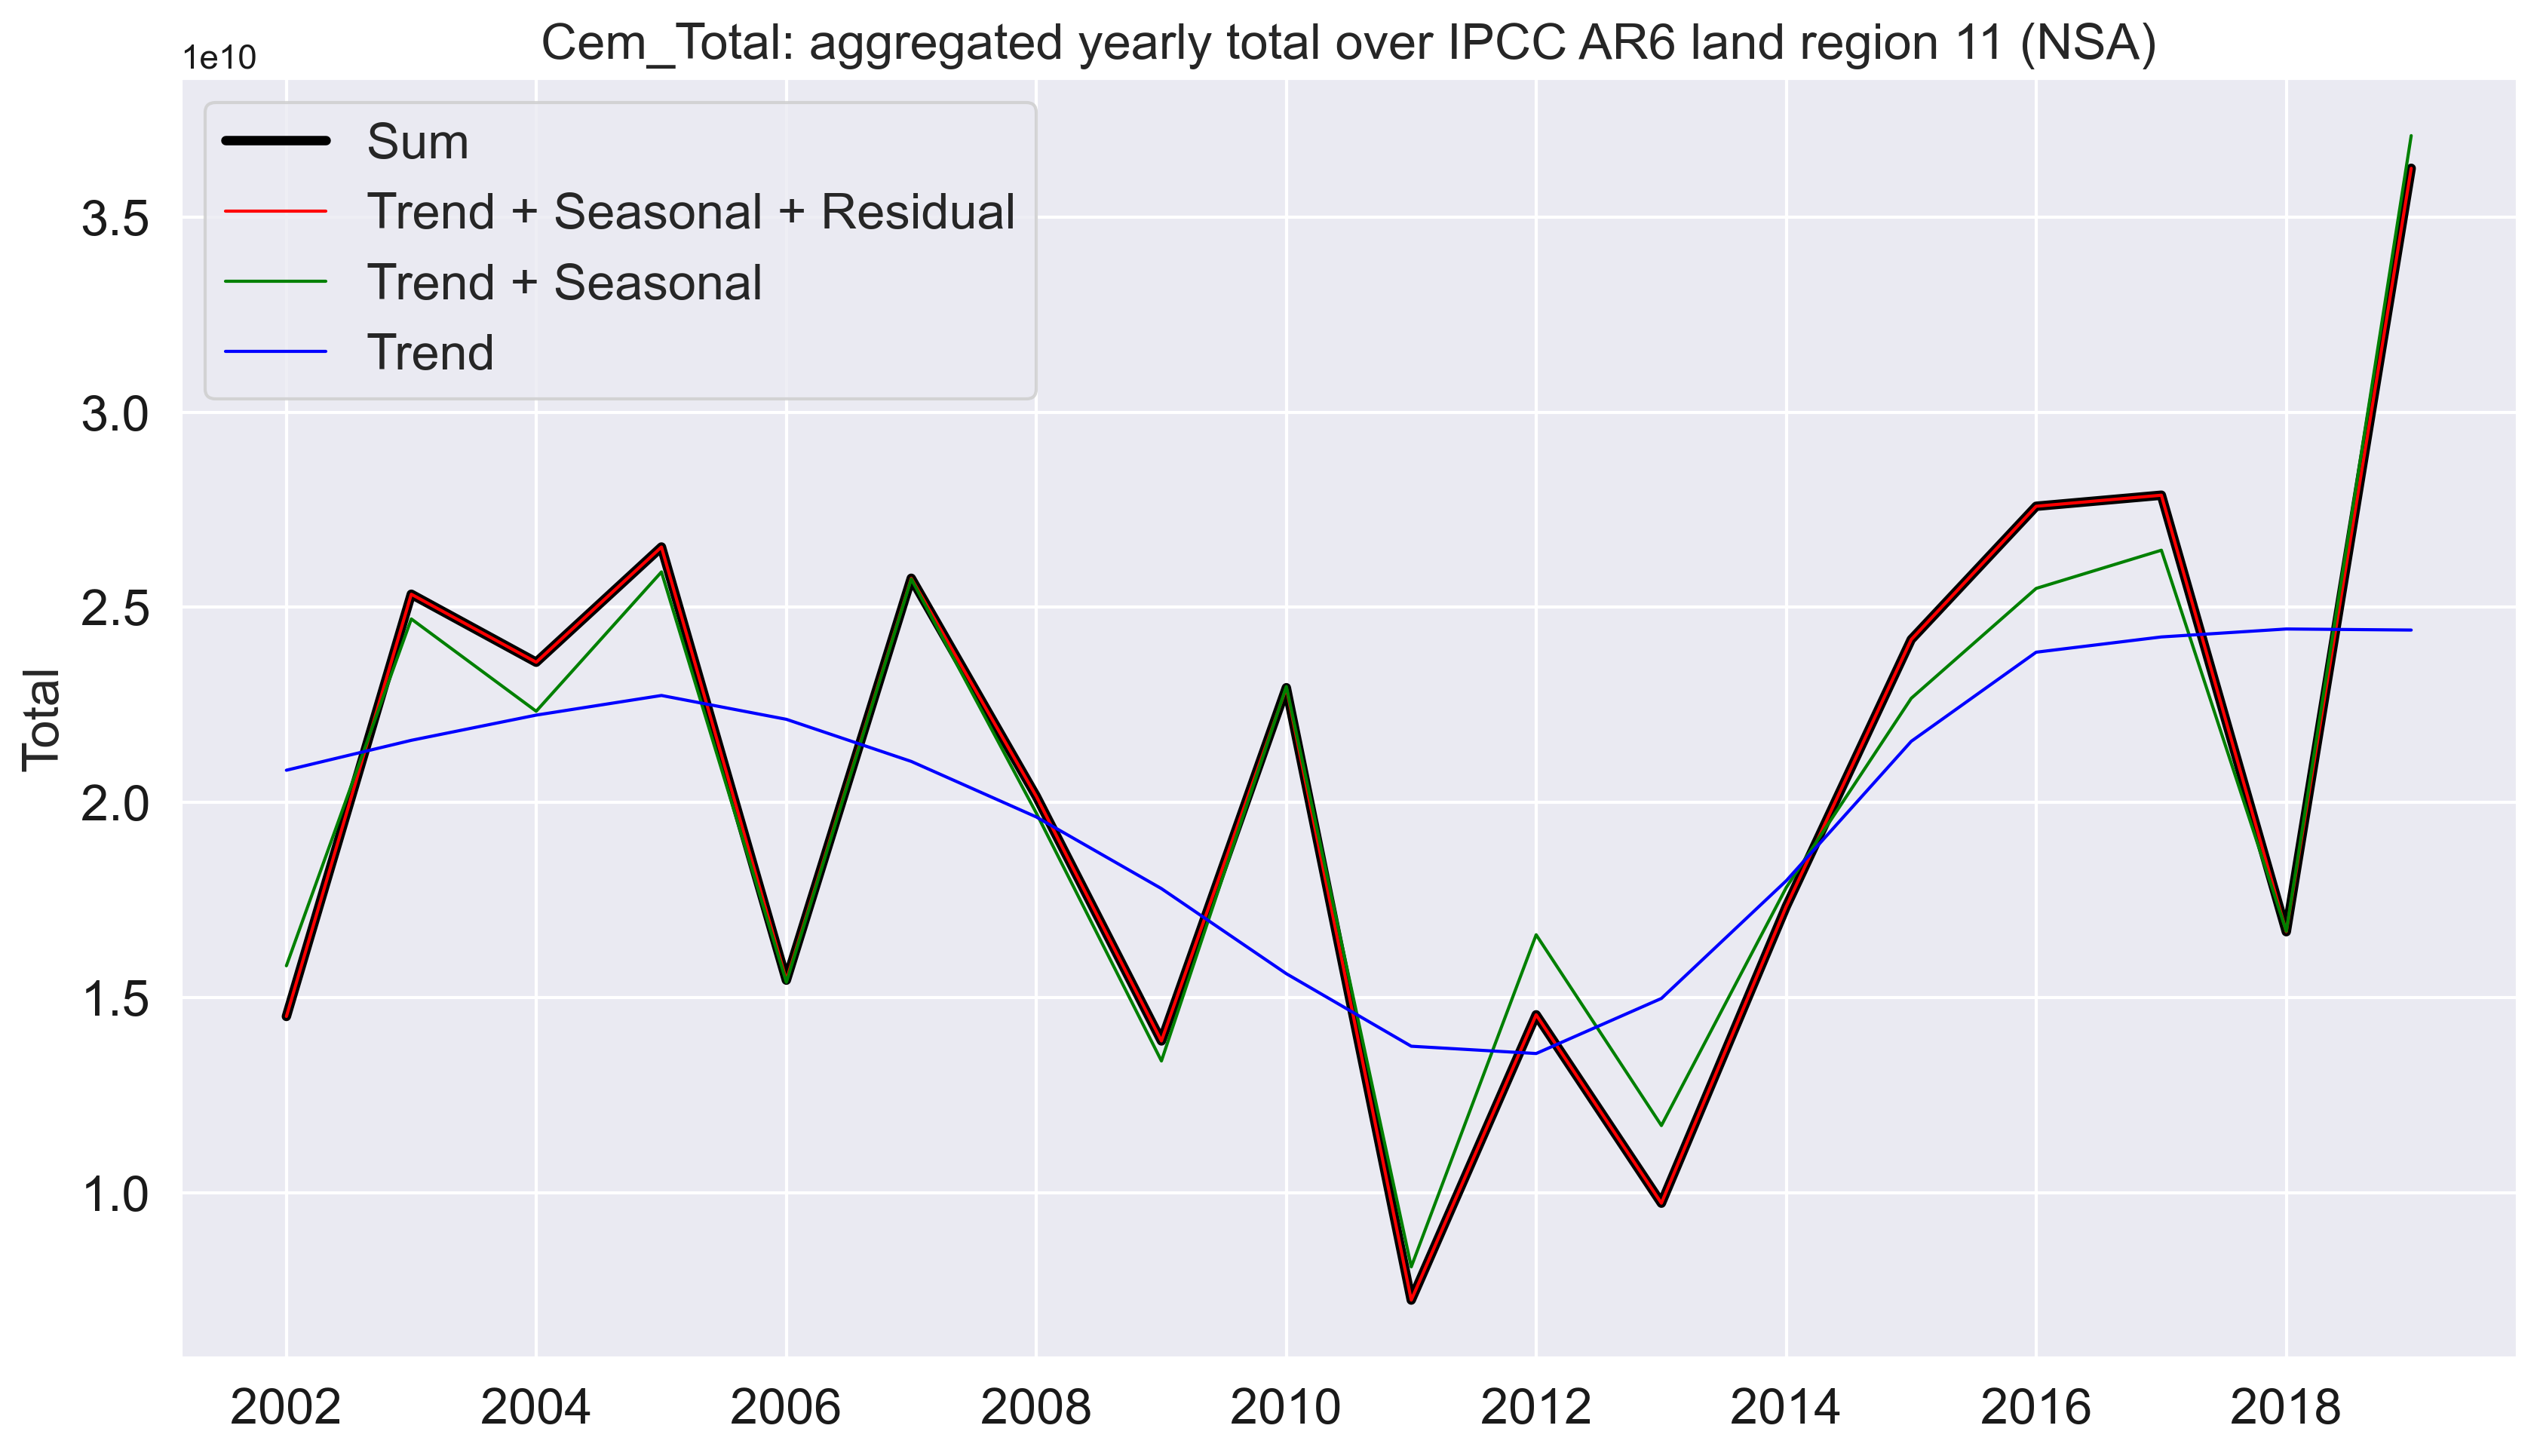 Cem_Total: aggregated yearly total over IPCC AR6 land region 11 (NSA)
1e10
Sum
Trend + Seasonal + Residual
Trend + Seasonal
Trend
3.5
3.0
2.5
2.0
1.5
1.0
Total
2002 2004 2006 2008 2010 2012 2014 2016 2018